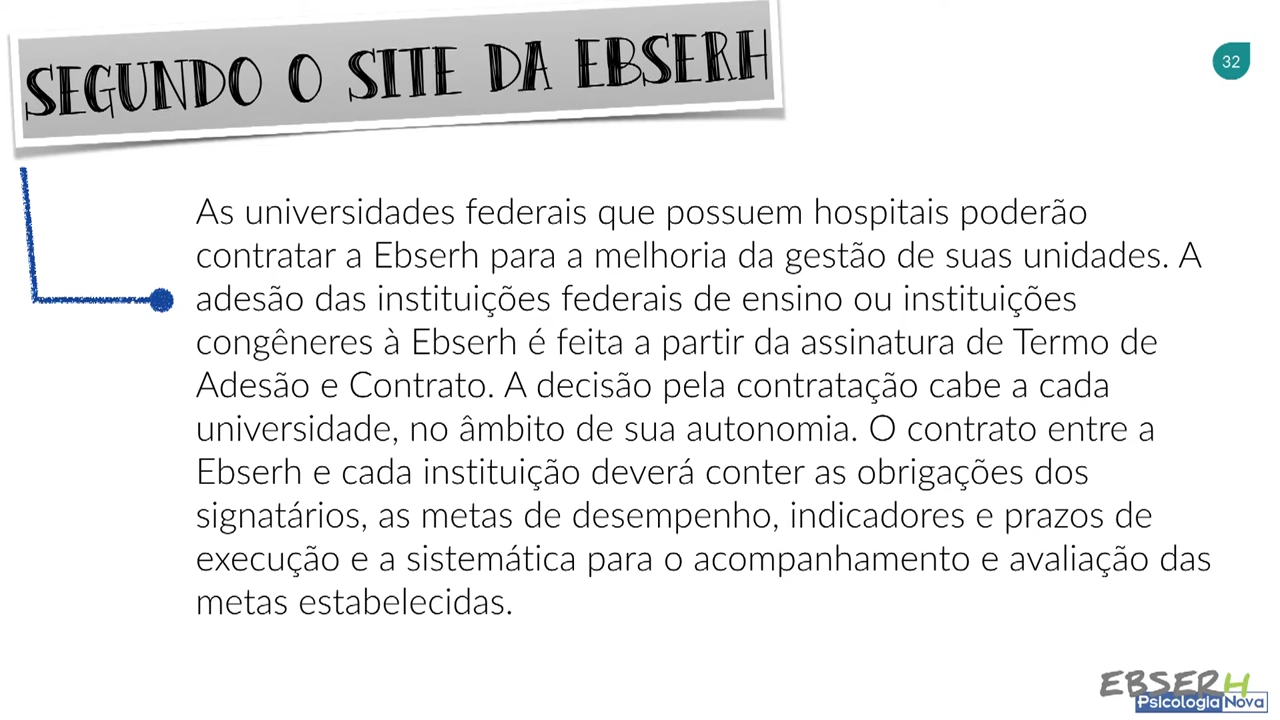 SEGUNDO O SITE DA EBSERH
32
As universidades federais que possuem hospitais poderão
contratar a Ebserh para a melhoria da gestão de suas unidades. A
adesão das instituições federais de ensino ou instituições
congêneres à Ebserh é feita a partir da assinatura de Termo de
Adesão e Contrato. A decisão pela contratação cabe a cada
universidade, no âmbito de sua autonomia. O contrato entre a
Ebserh e cada instituição deverá conter as obrigações dos
signatários, as metas de desempenho, indicadores e prazos de
execução e a sistemática para o acompanhamento e avaliação das
metas estabelecidas.
EBSERH
Psicologia Nova